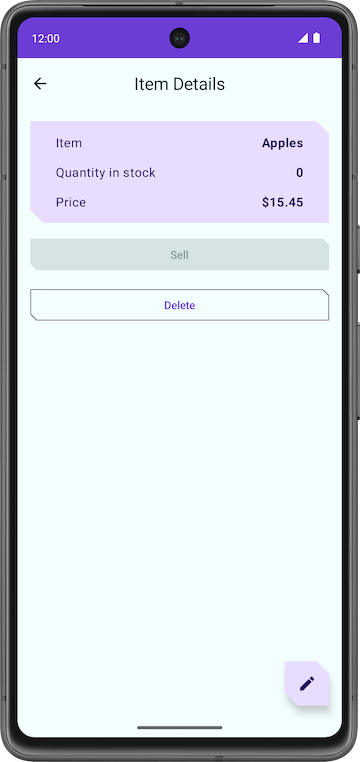 12:00
Item Details
Item Apples
Quantity in stock 0
Price $15.45
Sell
Delete